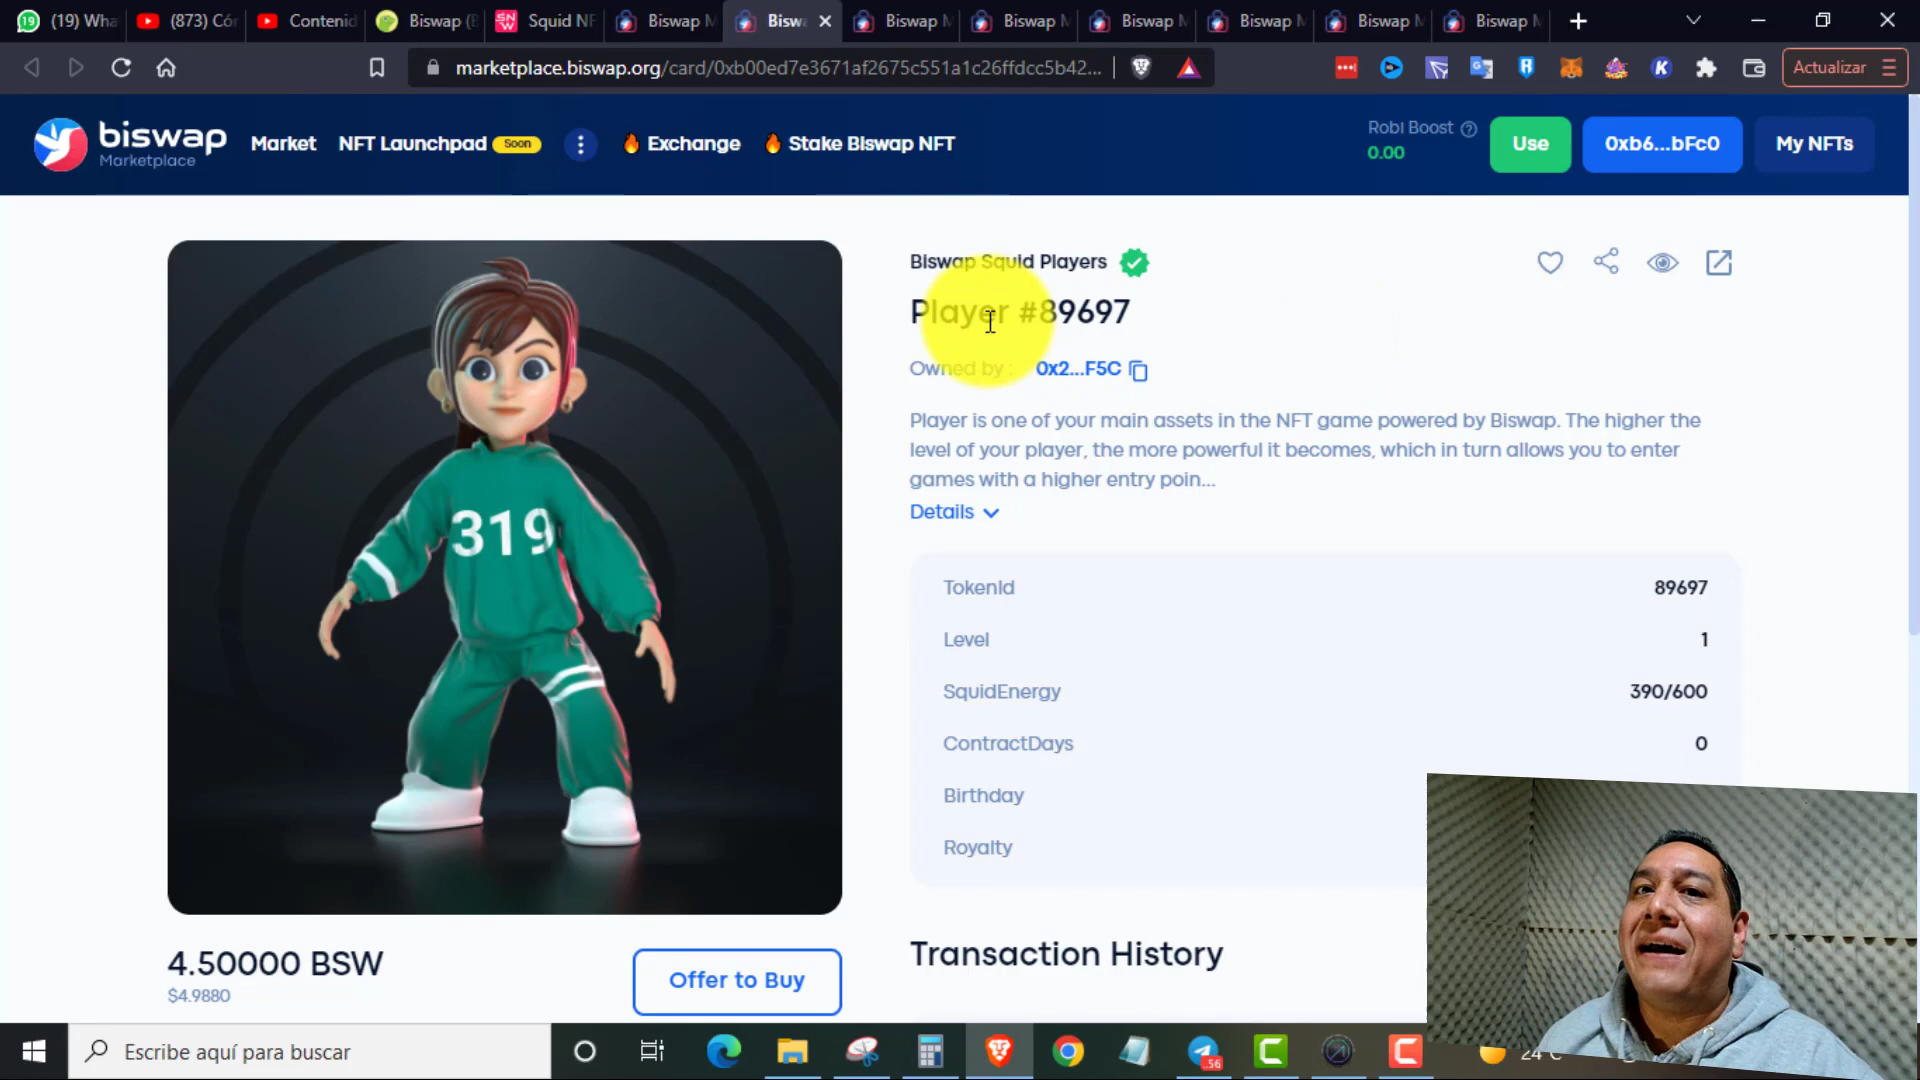 (19) Wha
(873) Cór
Contenid
Biswap (B
Squid NF
Biswap M
Biswa
Biswap M
Biswap M
Biswap M
Biswap M
Biswap M
Biswap M
marketplace.biswap.org/card/0xb00ed7e3671af2675c551a1c26ffdcc5b42...
Actualizar
biswap
Marketplace
Market
NFT Launchpad
Soon
Exchange
Stake Biswap NFT
Robi Boost
0.00
Use
0xb6...bFc0
My NFTs
319
Biswap Squid Players
Player #89697
Owned by : 0x2...F5C
Player is one of your main assets in the NFT game powered by Biswap. The higher the
level of your player, the more powerful it becomes, which in turn allows you to enter
games with a higher entry poin...
Details
TokenId 89697
Level 1
SquidEnergy 390/600
ContractDays 0
Birthday
Royalty
4.50000 BSW
$4.9880
Offer to Buy
Transaction History
Escribe aquí para buscar
56
24°C